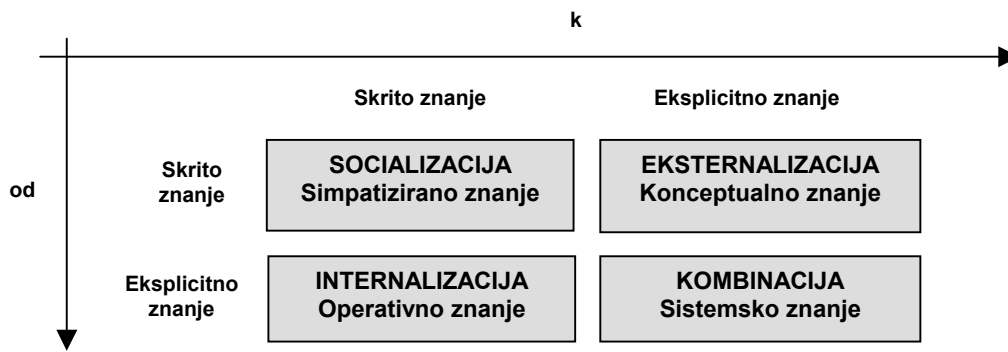 k
Skrito znanje
Eksplicitno znanje
od
Skrito
znanje
SOCIALIZACIJA
Simpatizirano znanje
EKSTERNALIZACIJA
Konceptualno znanje
Eksplicitno
znanje
INTERNALIZACIJA
Operativno znanje
KOMBINACIJA
Sistemsko znanje